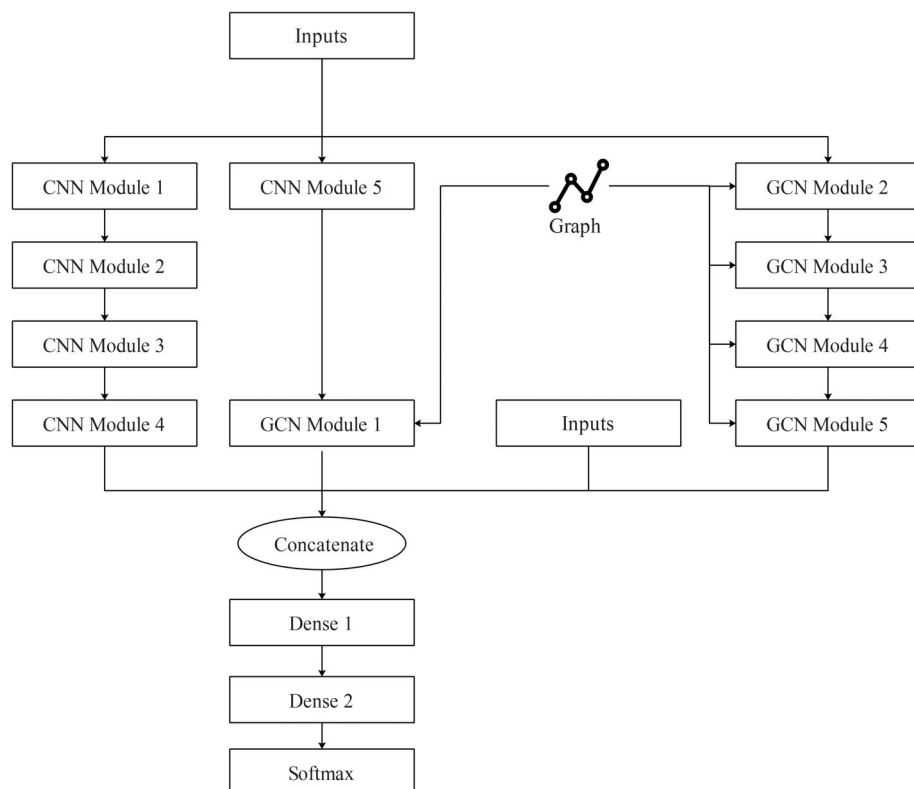 Inputs
CNN Module 1
CNN Module 5
Graph
GCN Module 2
CNN Module 2
GCN Module 3
CNN Module 3
GCN Module 4
CNN Module 4
GCN Module 1
Inputs
GCN Module 5
Concatenate
Dense 1
Dense 2
Softmax